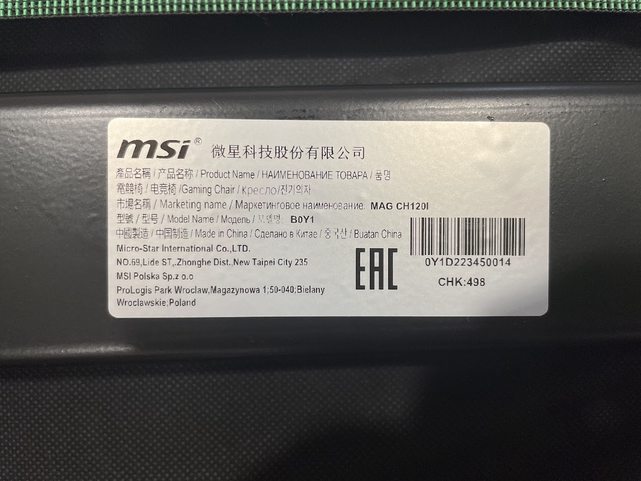 msi® 微星科技股份有限公司
產品名稱 / 产品名称 / Product Name / НАИМЕНОВАНИЕ ТОВАРА / 품명
電競椅 / 电竞椅 /Gaming Chair / Кресло/전기의자
市場名稱 / Marketing name / Маркетинговое наименование: MAG CH120I
型號 / 型号 / Model Name / Модель / 모델명: B0Y1
中國製造 / 中国制造 / Made in China / Сделано в Китае / 중국산 / Buatan China
Micro-Star International Co.,LTD.
NO.69,Lide ST,.Zhonghe Dist.,New Taipei City 235
MSI Polska Sp.z o.o
ProLogis Park Wroclaw,Magazynowa 1;50-040;Bielany
Wroclawskie;Poland
EAC
0Y1D223450014
CHK:498